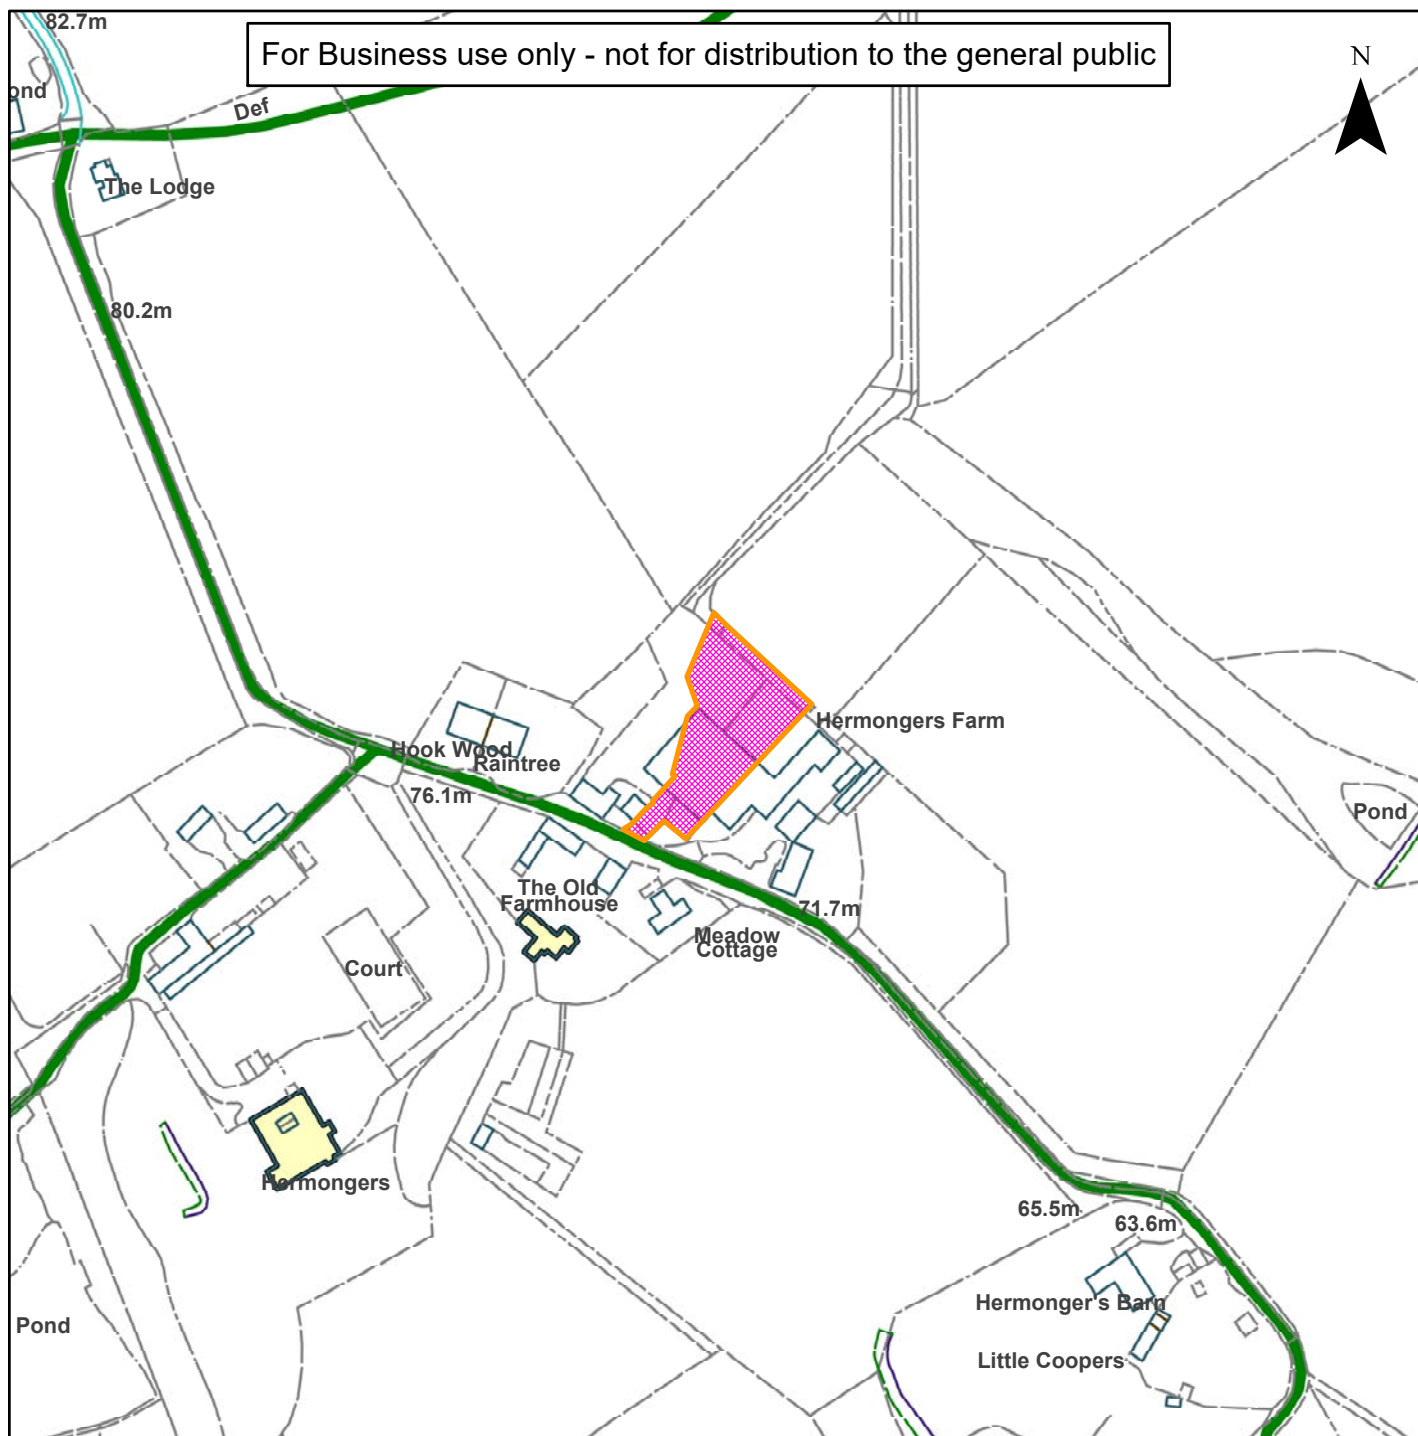 82.7m
For Business use only - not for distribution to the general public
N
ond
Def
The Lodge
80.2m
Hermongers Farm
Hook Wood
Raintree
76.1m
Pond
The Old
Farmhouse
71.7m
Meadow
Cottage
Court
Hermongers
65.5m
63.6m
Hermonger's Barn
Pond
Little Coopers